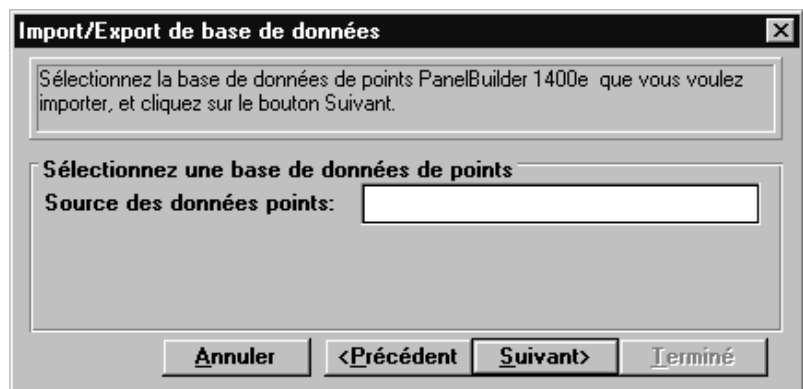 Import/Export de base de données
Sélectionnez la base de données de points PanelBuilder 1400e que vous voulez
importer, et cliquez sur le bouton Suivant.
Sélectionnez une base de données de points
Source des données points:
Annuler <Précédent Suivant> Terminé